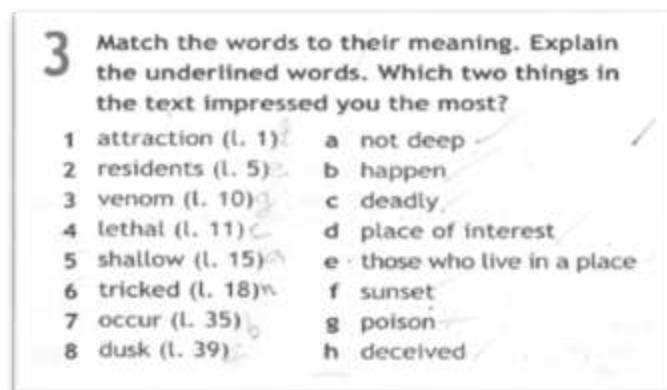 3 Match the words to their meaning. Explain
the underlined words. Which two things in
the text impressed you the most?
1 attraction (l. 1) a not deep
2 residents (l. 5) b happen
3 venom (l. 10) c deadly
4 lethal (l. 11) c d place of interest
5 shallow (l. 15) e those who live in a place
6 tricked (l. 18) f sunset
7 occur (l. 35) b g poison
8 dusk (l. 39) h deceived